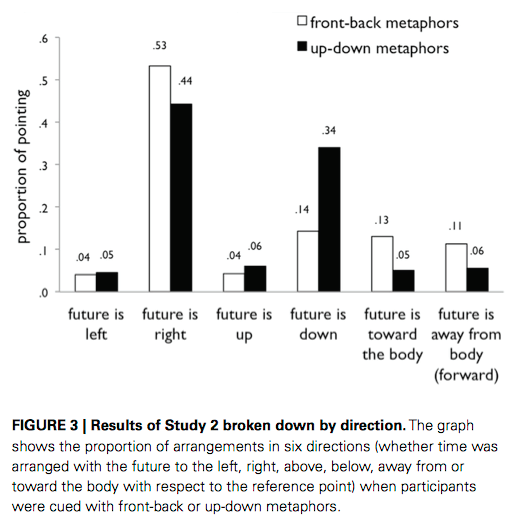 front-back metaphors
up-down metaphors
proportion of pointing
.6
.5
.4
.3
.2
.1
.0
.04
.05
.53
.44
.04
.06
.14
.34
.13
.05
.11
.06
future is
left
future is
right
future is
up
future is
down
future is
toward
the body
future is
away from
body
(forward)
FIGURE 3 | Results of Study 2 broken down by direction. The graph
shows the proportion of arrangements in six directions (whether time was
arranged with the future to the left, right, above, below, away from or
toward the body with respect to the reference point) when participants
were cued with front-back or up-down metaphors.